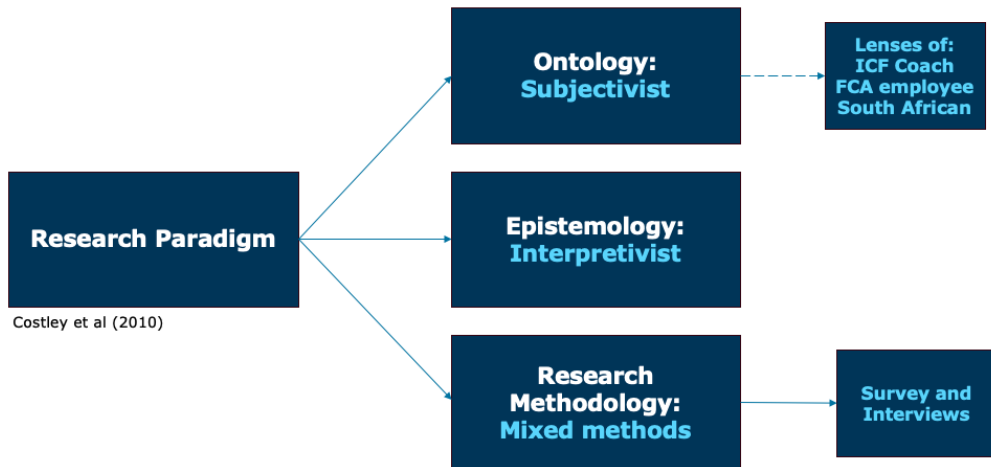 Research Paradigm
Costley et al (2010)
Ontology:
Subjectivist
Lenses of:
ICF Coach
FCA employee
South African
Epistemology:
Interpretivist
Research
Methodology:
Mixed methods
Survey and
Interviews